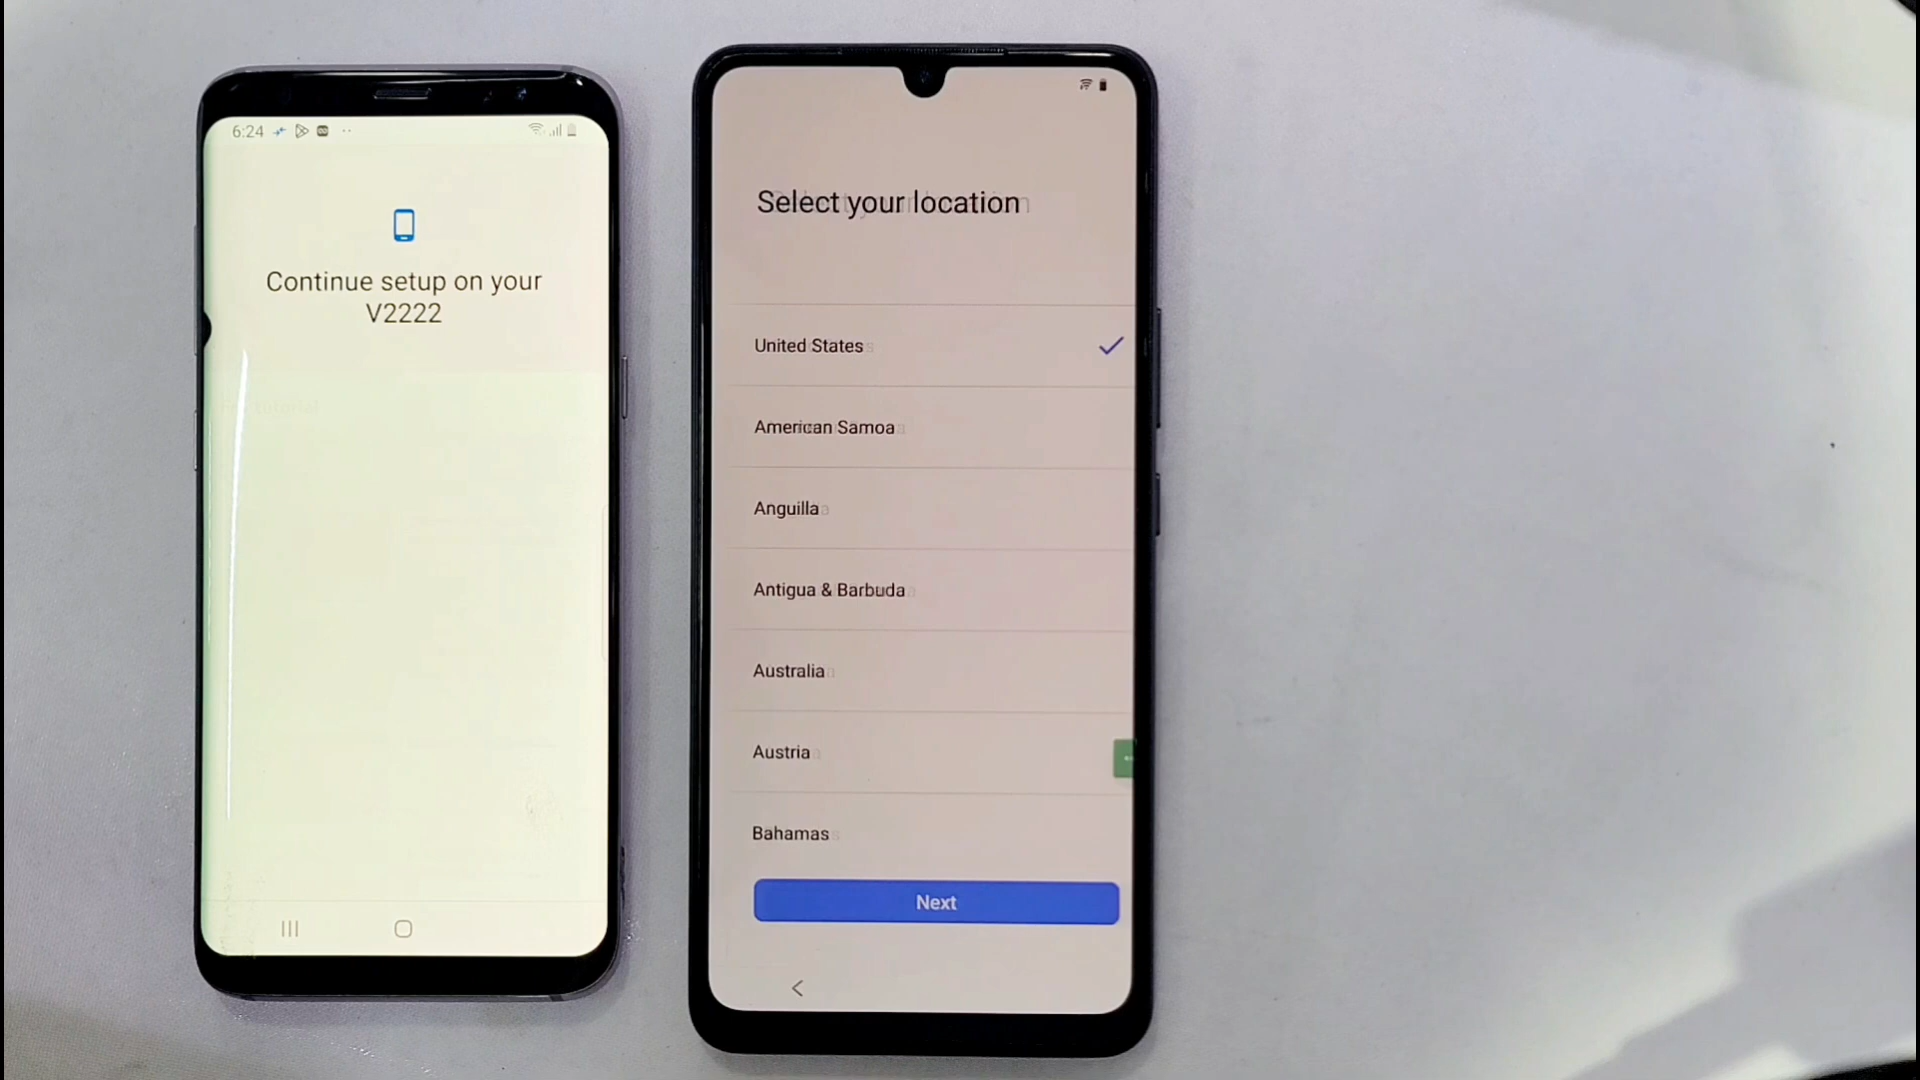 6:24
Continue setup on your
V2222
Select your location
United States
American Samoa
Anguilla
Antigua & Barbuda
Australia
Austria
Bahamas
Next